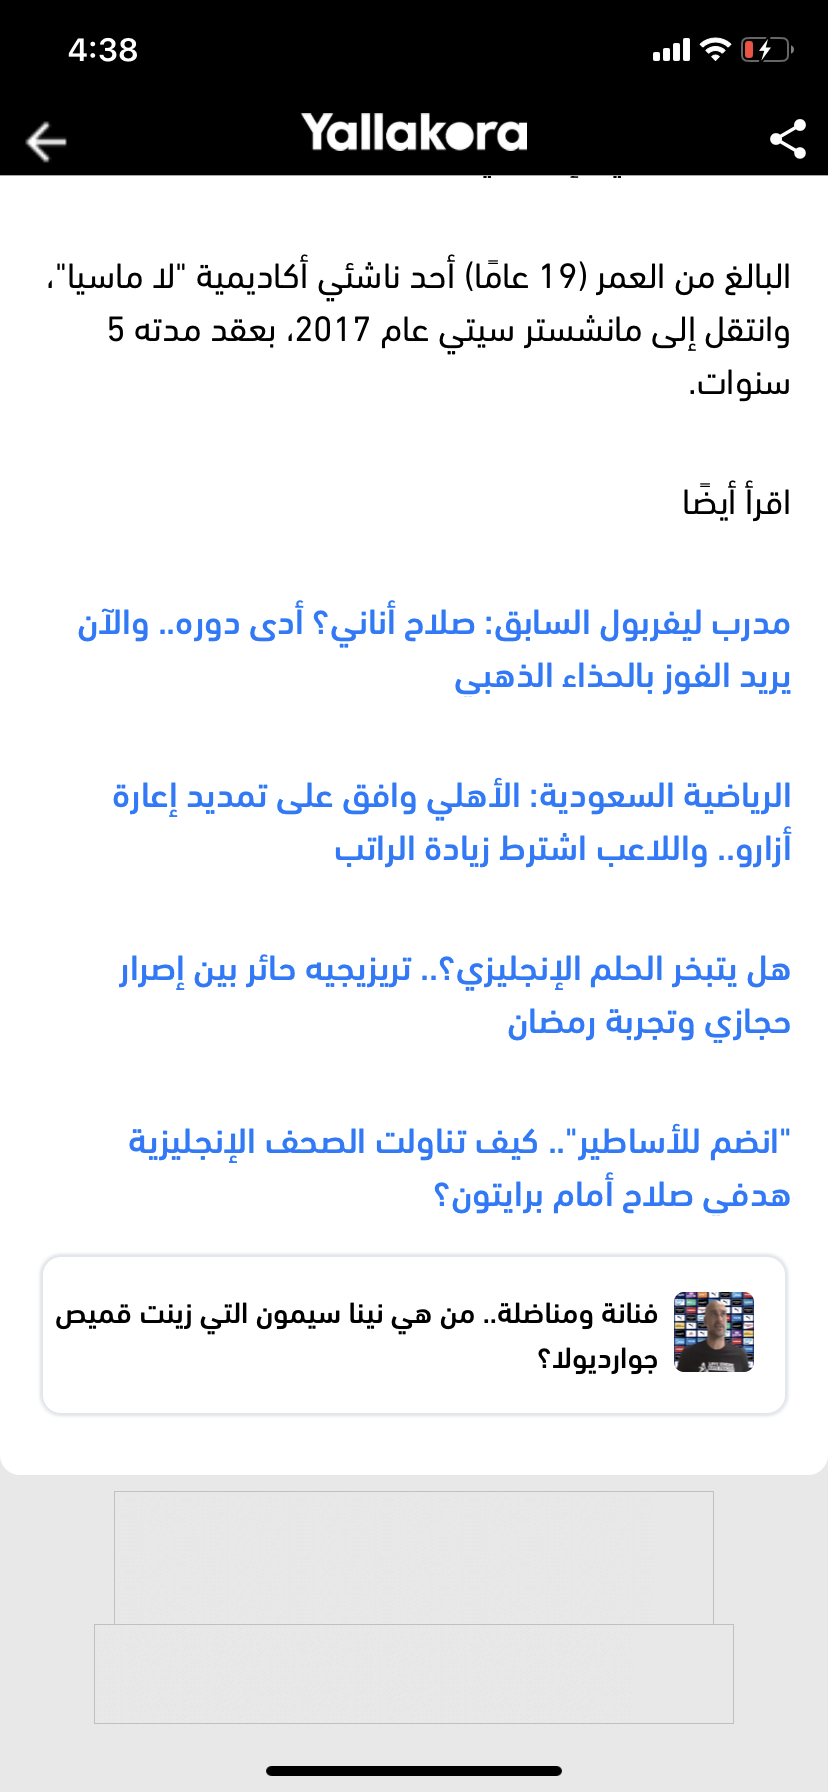 4:38
Yallakora
البالغ من العمر (19 عامًا) أحد ناشئي أكاديمية "لا ماسيا"،
وانتقل إلى مانشستر سيتي عام 2017، بعقد مدته 5
سنوات.
اقرأ أيضًا
مدرب ليفربول السابق: صلاح أناني؟ أدى دوره.. والآن
يريد الفوز بالحذاء الذهبي
الرياضية السعودية: الأهلي وافق على تمديد إعارة
أزارو.. واللاعب اشترط زيادة الراتب
هل يتبخر الحلم الإنجليزي؟.. تريزيجيه حائر بين إصرار
حجازي وتجربة رمضان
"انضم للأساطير".. كيف تناولت الصحف الإنجليزية
هدفي صلاح أمام برايتون؟
فنانة ومناضلة.. من هي نينا سيمون التي زينت قميص
جوارديولا؟